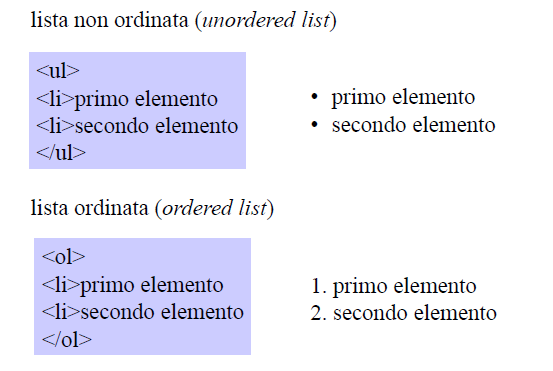 lista non ordinata (unordered list)
<ul>
<li>primo elemento
<li>secondo elemento
</ul>
• primo elemento
• secondo elemento
lista ordinata (ordered list)
<ol>
<li>primo elemento
<li>secondo elemento
</ol>
1. primo elemento
2. secondo elemento